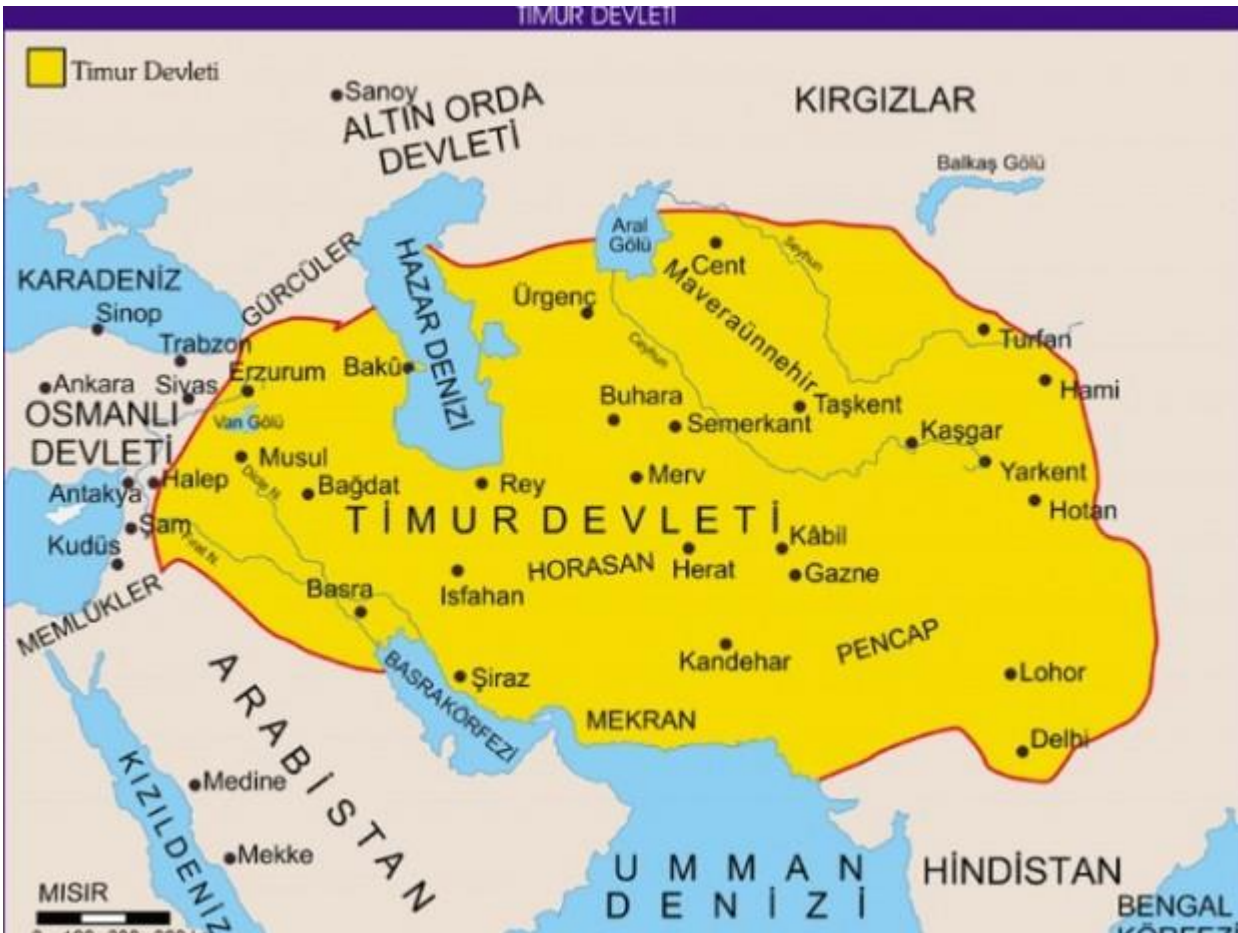 TİMUR DEVLETİ
Timur Devleti
Sanoy
ALTIN ORDA
DEVLETİ
KIRGIZLAR
Balkaş Gölü
Aral
Gölü
Cent
Seyhun
GÜRCÜLER
HAZAR DENİZİ
KARADENİZ
Sinop
Ürgenç
Maveraünnehir
Turfan
Trabzon
Ceyhun
Ankara
Sivas
Erzurum
Bakû
Hami
Buhara
Taşkent
OSMANLI
DEVLETİ
Van Gölü
Semerkant
Kaşgar
Musul
Merv
Yarkent
Antakya
Halep
Dicle N.
Bağdat
Rey
Hotan
Şam
TİMUR DEVLETİ
Kudüs
Fırat N.
Kâbil
HORASAN
Herat
Gazne
Basra
Isfahan
MEMLÜKLER
PENCAP
Kandehar
Lohor
ARABİSTAN
BASRAKÖRFEZİ
Şiraz
MEKRAN
Delhi
KIZILDENİZ
Medine
Mekke
UMMAN
DENİZİ
HİNDİSTAN
MISIR
BENGAL
KÖRFEZİ